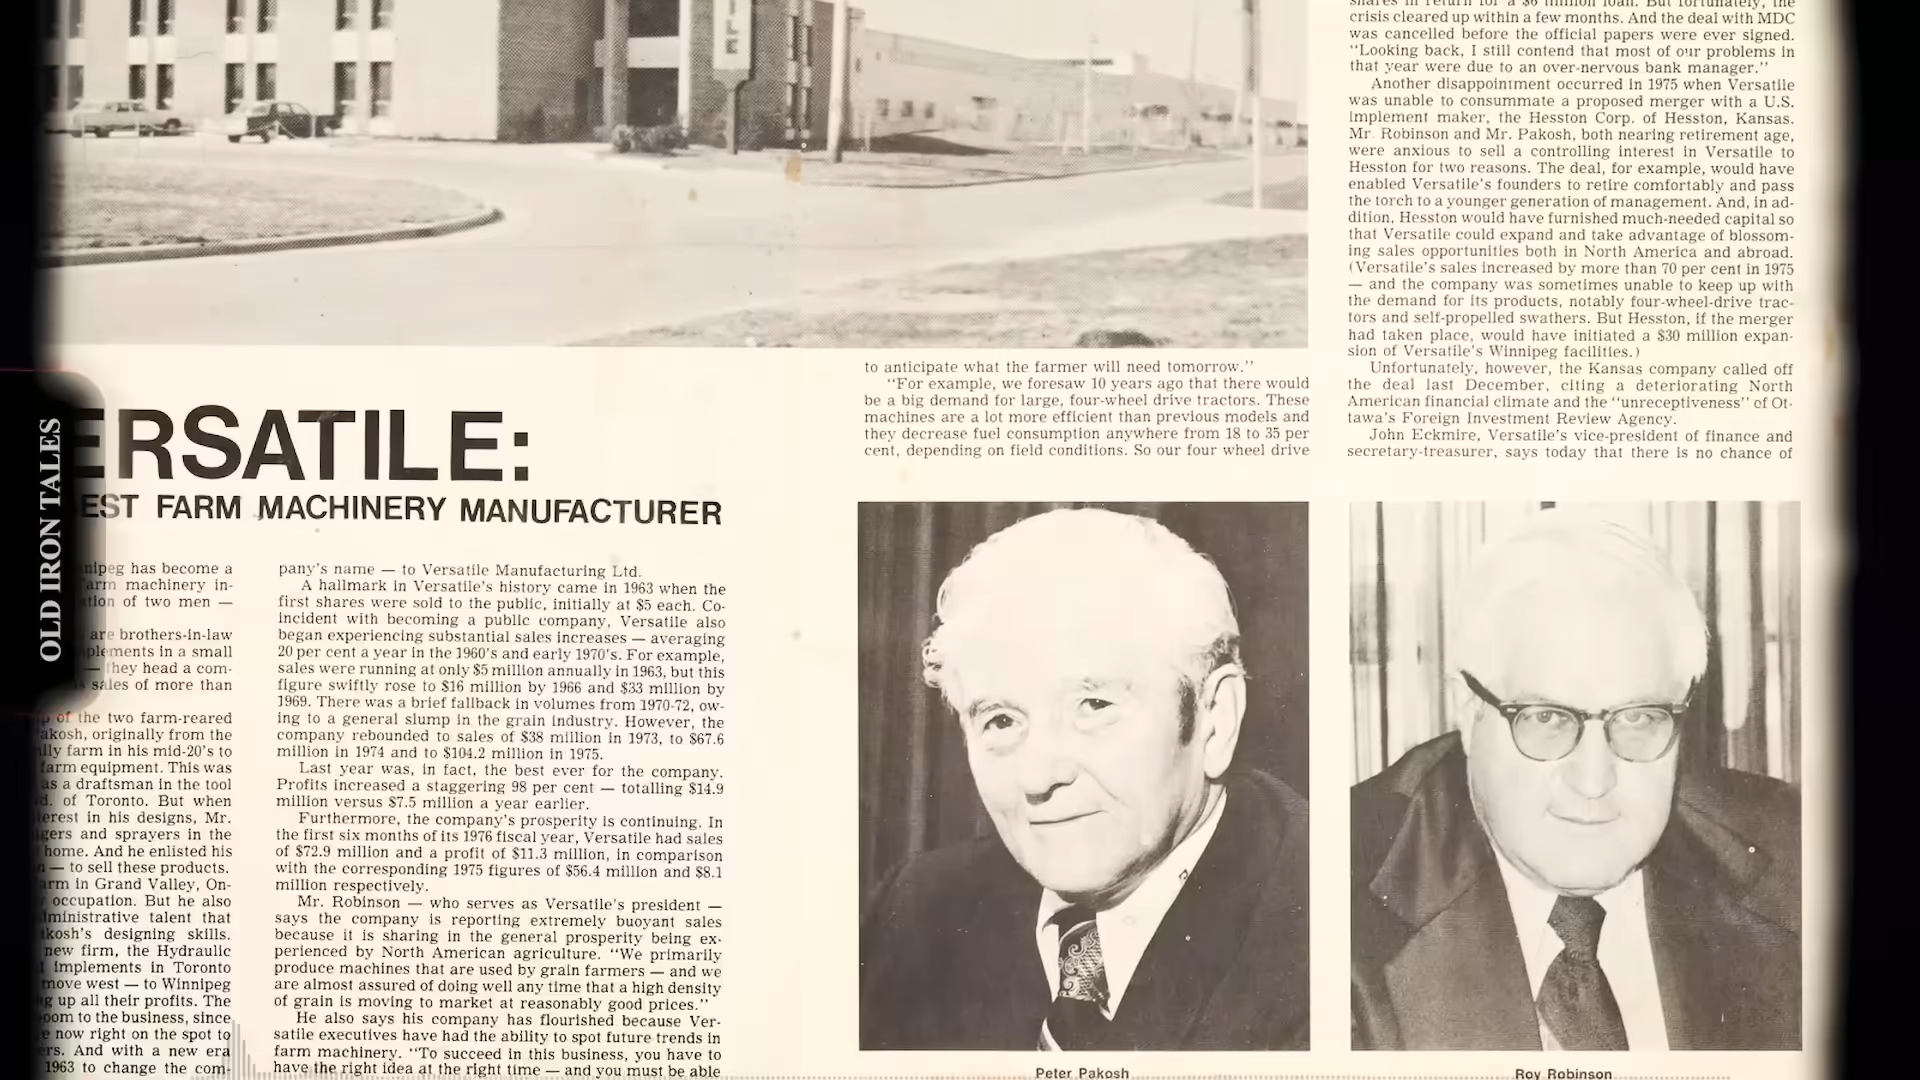 ILE
OLD IRON TALES
ERSATILE:
EST FARM MACHINERY MANUFACTURER
nipeg has become a
arm machinery in-
ation of two men —
are brothers-in-law
plements in a small
— they head a com-
sales of more than
of the two farm-reared
akosh, originally from the
farm in his mid-20's to
farm equipment. This was
as a draftsman in the tool
of Toronto. But when
erest in his designs, Mr.
gers and sprayers in the
home. And he enlisted his
— to sell these products.
arm in Grand Valley, On-
occupation. But he also
ministrative talent that
kosh's designing skills.
new firm, the Hydraulic
implements in Toronto
move west — to Winnipeg
up all their profits. The
oom to the business, since
now right on the spot to
ers. And with a new era
1963 to change the com-
pany's name — to Versatile Manufacturing Ltd.
A hallmark in Versatile's history came in 1963 when the
first shares were sold to the public, initially at $5 each. Co-
incident with becoming a public company, Versatile also
began experiencing substantial sales increases — averaging
20 per cent a year in the 1960's and early 1970's. For example,
sales were running at only $5 million annually in 1963, but this
figure swiftly rose to $16 million by 1966 and $33 million by
1969. There was a brief fallback in volumes from 1970-72, ow-
ing to a general slump in the grain industry. However, the
company rebounded to sales of $38 million in 1973, to $67.6
million in 1974 and to $104.2 million in 1975.
Last year was, in fact, the best ever for the company.
Profits increased a staggering 98 per cent — totalling $14.9
million versus $7.5 million a year earlier.
Furthermore, the company's prosperity is continuing. In
the first six months of its 1976 fiscal year, Versatile had sales
of $72.9 million and a profit of $11.3 million, in comparison
with the corresponding 1975 figures of $56.4 million and $8.1
million respectively.
Mr. Robinson — who serves as Versatile's president —
says the company is reporting extremely buoyant sales
because it is sharing in the general prosperity being ex-
perienced by North American agriculture. "We primarily
produce machines that are used by grain farmers — and we
are almost assured of doing well any time that a high density
of grain is moving to market at reasonably good prices."
He also says his company has flourished because Ver-
satile executives have had the ability to spot future trends in
farm machinery. "To succeed in this business, you have to
have the right idea at the right time — and you must be able
to anticipate what the farmer will need tomorrow."
"For example, we foresaw 10 years ago that there would
be a big demand for large, four-wheel drive tractors. These
machines are a lot more efficient than previous models and
they decrease fuel consumption anywhere from 18 to 35 per
cent, depending on field conditions. So our four wheel drive
shares in return for a $6 million loan. But fortunately, the
crisis cleared up within a few months. And the deal with MDC
was cancelled before the official papers were ever signed.
"Looking back, I still contend that most of our problems in
that year were due to an over-nervous bank manager."
Another disappointment occurred in 1975 when Versatile
was unable to consummate a proposed merger with a U.S.
implement maker, the Hesston Corp. of Hesston, Kansas.
Mr. Robinson and Mr. Pakosh, both nearing retirement age,
were anxious to sell a controlling interest in Versatile to
Hesston for two reasons. The deal, for example, would have
enabled Versatile's founders to retire comfortably and pass
the torch to a younger generation of management. And, in ad-
dition, Hesston would have furnished much-needed capital so
that Versatile could expand and take advantage of blossom-
ing sales opportunities both in North America and abroad.
(Versatile's sales increased by more than 70 per cent in 1975
— and the company was sometimes unable to keep up with
the demand for its products, notably four-wheel-drive trac-
tors and self-propelled swathers. But Hesston, if the merger
had taken place, would have initiated a $30 million expan-
sion of Versatile's Winnipeg facilities.)
Unfortunately, however, the Kansas company called off
the deal last December, citing a deteriorating North
American financial climate and the "unreceptiveness" of Ot-
tawa's Foreign Investment Review Agency.
John Eckmire, Versatile's vice-president of finance and
secretary-treasurer, says today that there is no chance of
Peter Pakosh
Roy Robinson